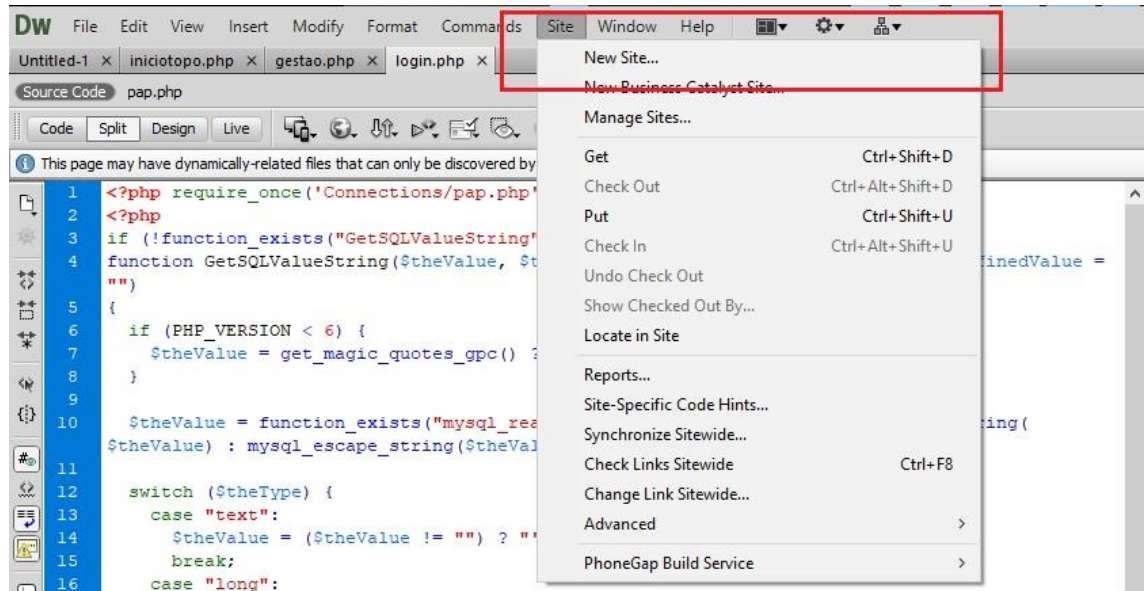 DW File Edit View Insert Modify Format Commands Site Window Help
Untitled-1 × iniciotopo.php × gestao.php × login.php ×
Source Code pap.php
Code Split Design Live
This page may have dynamically-related files that can only be discovered by
1 <?php require_once('Connections/pap.php'
2 <?php
3 if (!function_exists("GetSQLValueString"
4 function GetSQLValueString($theValue, $t finedValue =
"")
5 {
6 if (PHP_VERSION < 6) {
7 $theValue = get_magic_quotes_gpc() ?
8 }
9
10 $theValue = function_exists("mysql_rea ing(
$theValue) : mysql_escape_string($theVal
11
12 switch ($theType) {
13 case "text":
14 $theValue = ($theValue != "") ? "'
15 break;
16 case "long":
New Site...
New Business Catalyst Site...
Manage Sites...
Get Ctrl+Shift+D
Check Out Ctrl+Alt+Shift+D
Put Ctrl+Shift+U
Check In Ctrl+Alt+Shift+U
Undo Check Out
Show Checked Out By...
Locate in Site
Reports...
Site-Specific Code Hints...
Synchronize Sitewide...
Check Links Sitewide Ctrl+F8
Change Link Sitewide...
Advanced >
PhoneGap Build Service >